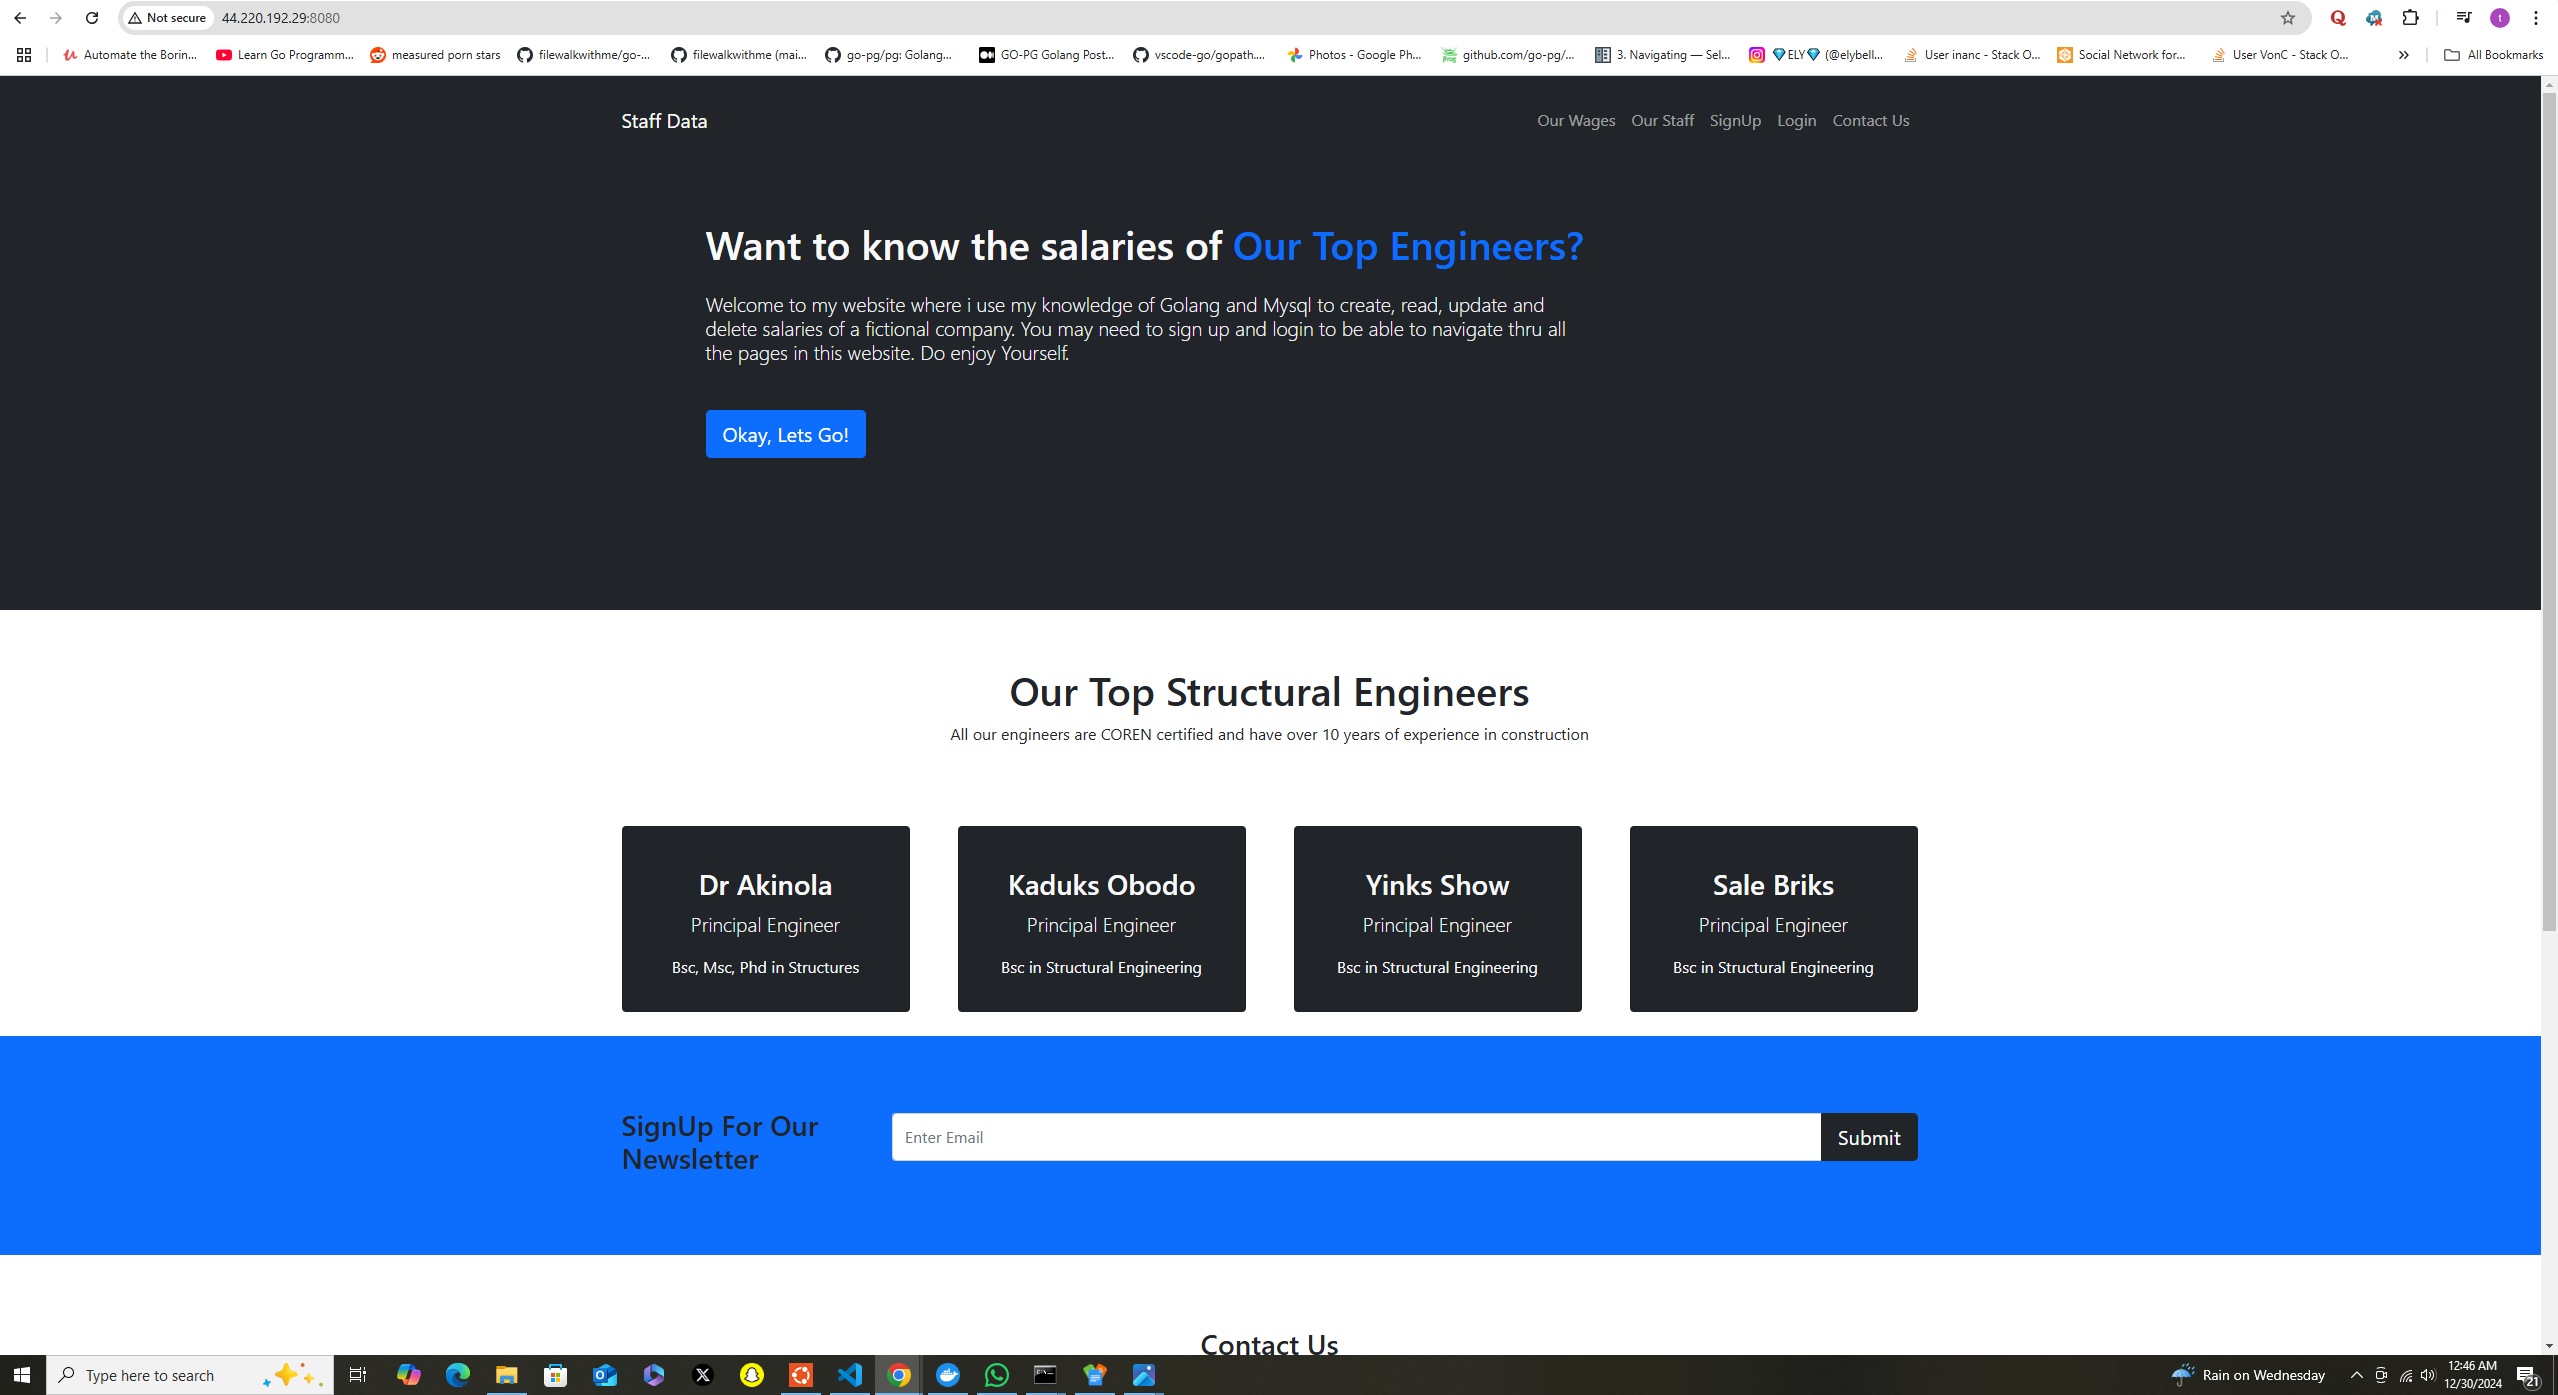 Not secure 44.220.192.29:8080
Automate the Borin... Learn Go Programm... measured porn stars filewalkwithme/go-... filewalkwithme (mai... go-pg/pg: Golang... GO-PG Golang Post... vscode-go/gopath.... Photos - Google Ph... github.com/go-pg/... 3. Navigating — Sel... 💎ELY💎 (@elybell... User inanc - Stack O... Social Network for... User VonC - Stack O... » All Bookmarks
Staff Data Our Wages Our Staff SignUp Login Contact Us
Want to know the salaries of Our Top Engineers?
Welcome to my website where i use my knowledge of Golang and Mysql to create, read, update and
delete salaries of a fictional company. You may need to sign up and login to be able to navigate thru all
the pages in this website. Do enjoy Yourself.
Okay, Lets Go!
Our Top Structural Engineers
All our engineers are COREN certified and have over 10 years of experience in construction
Dr Akinola
Principal Engineer
Bsc, Msc, Phd in Structures
Kaduks Obodo
Principal Engineer
Bsc in Structural Engineering
Yinks Show
Principal Engineer
Bsc in Structural Engineering
Sale Briks
Principal Engineer
Bsc in Structural Engineering
SignUp For Our
Newsletter
Enter Email
Submit
Contact Us
Type here to search
Rain on Wednesday
12:46 AM
12/30/2024
21